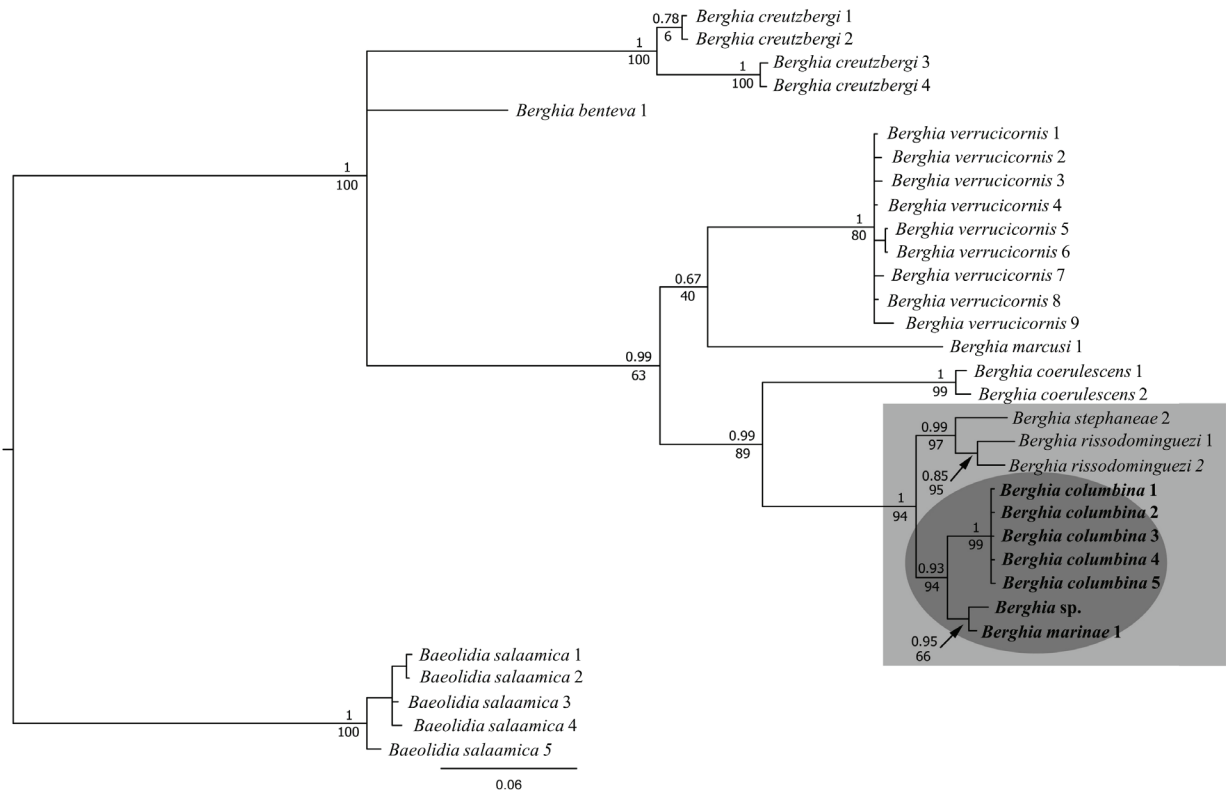 0.78
6
Berghia creutzbergi 1
Berghia creutzbergi 2
1
100
1
100
Berghia creutzbergi 3
Berghia creutzbergi 4
Berghia benteva 1
1
100
Berghia verrucicornis 1
Berghia verrucicornis 2
Berghia verrucicornis 3
Berghia verrucicornis 4
1
80
Berghia verrucicornis 5
Berghia verrucicornis 6
Berghia verrucicornis 7
Berghia verrucicornis 8
Berghia verrucicornis 9
0.67
40
Berghia marcusi 1
0.99
63
1
99
Berghia coerulescens 1
Berghia coerulescens 2
0.99
89
0.99
97
Berghia stephaneae 2
Berghia rissodominguezi 1
Berghia rissodominguezi 2
0.85
95
1
94
Berghia columbina 1
Berghia columbina 2
Berghia columbina 3
Berghia columbina 4
Berghia columbina 5
1
99
0.93
94
Berghia sp.
Berghia marinae 1
0.95
66
Baeolidia salaamica 1
Baeolidia salaamica 2
Baeolidia salaamica 3
Baeolidia salaamica 4
Baeolidia salaamica 5
1
100
0.06